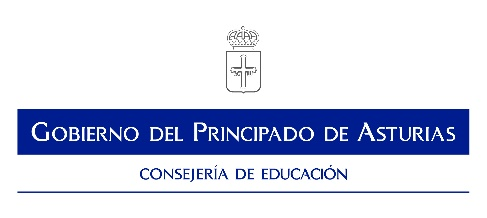 GOBIERNO DEL PRINCIPADO DE ASTURIAS
CONSEJERÍA DE EDUCACIÓN